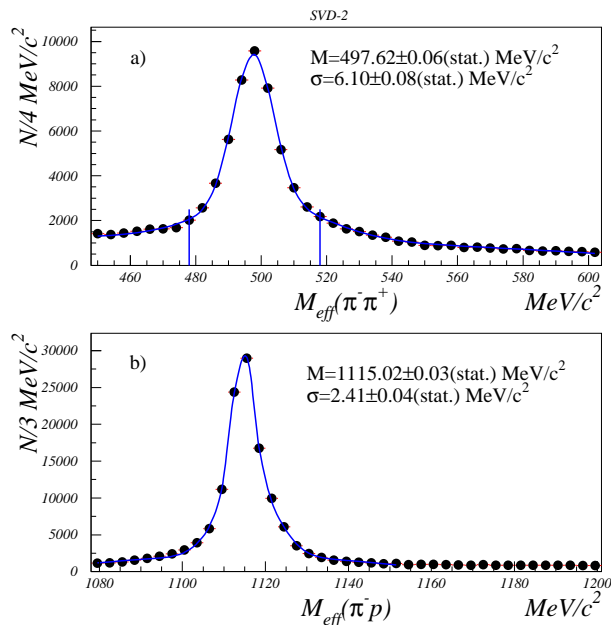 SVD-2
N/4 MeV/c²
10000
8000
6000
4000
2000
0
a)
M=497.62±0.06(stat.) MeV/c²
σ=6.10±0.08(stat.) MeV/c²
460 480 500 520 540 560 580 600
M_eff(π⁻π⁺) MeV/c²
N/3 MeV/c²
30000
25000
20000
15000
10000
5000
0
b)
M=1115.02±0.03(stat.) MeV/c²
σ=2.41±0.04(stat.) MeV/c²
1080 1100 1120 1140 1160 1180 1200
M_eff(π⁻p) MeV/c²